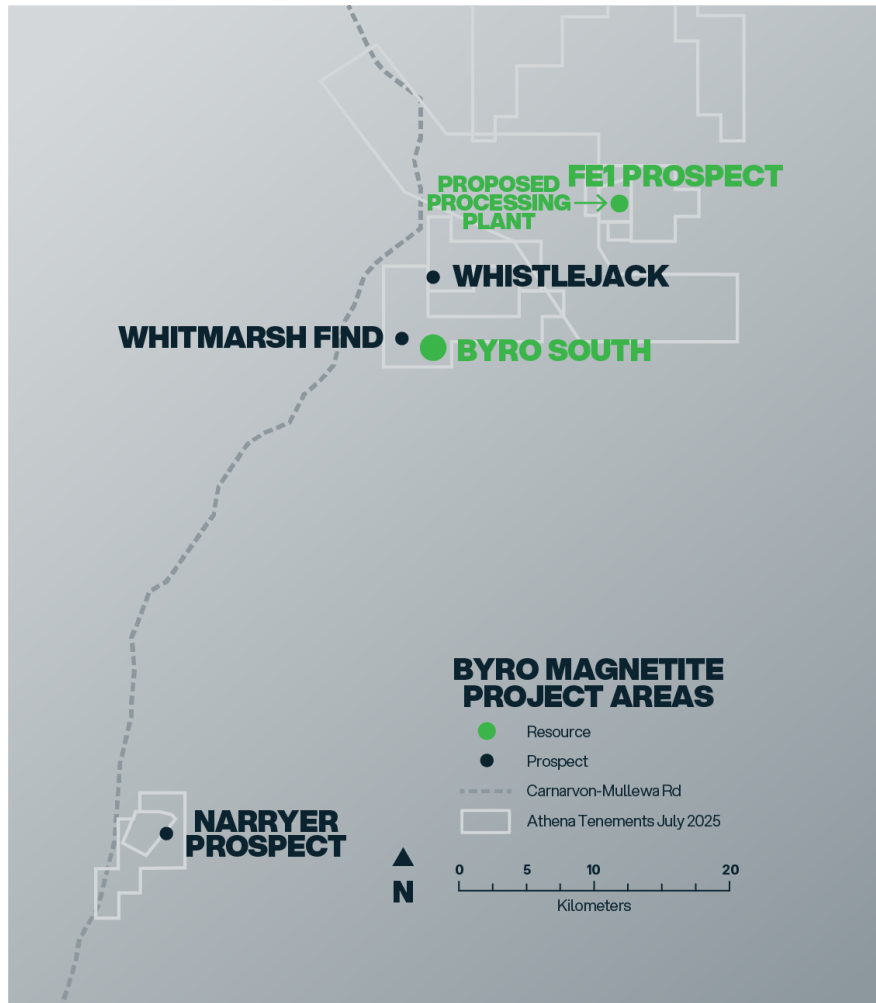 FE1 PROSPECT
PROPOSED
PROCESSING
PLANT
WHISTLEJACK
WHITMARSH FIND
BYRO SOUTH
BYRO MAGNETITE
PROJECT AREAS
Resource
Prospect
Carnarvon-Mullewa Rd
Athena Tenements July 2025
NARRYER
PROSPECT
N
0 5 10 20
Kilometers